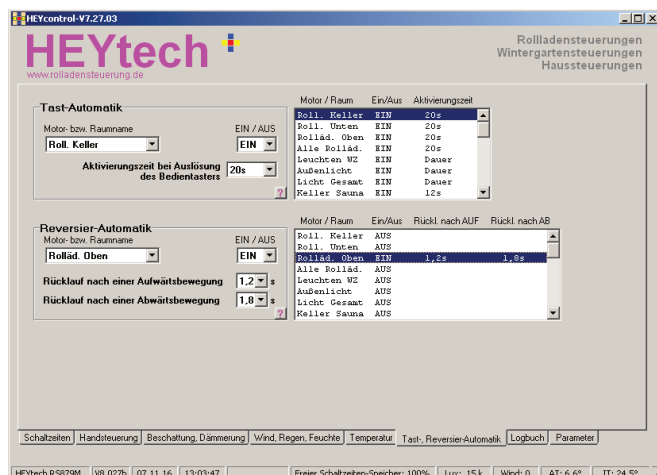 HEYcontrol-V7.27.03
HEYtech
www.rolladensteuerung.de
Rollladensteuerungen
Wintergartensteuerungen
Haussteuerungen
Tast-Automatik
Motor- bzw. Raumname EIN / AUS
Roll. Keller EIN
Aktivierungszeit bei Auslösung
des Bedientasters
20s
?
Motor / Raum Ein/Aus Aktivierungszeit
Roll. Keller EIN 20s
Roll. Unten EIN 20s
Rolläd. Oben EIN 20s
Alle Rolläd. EIN 20s
Leuchten WZ EIN Dauer
Außenlicht EIN Dauer
Licht Gesamt EIN Dauer
Keller Sauna EIN 12s
Reversier-Automatik
Motor- bzw. Raumname EIN / AUS
Rolläd. Oben EIN
Rücklauf nach einer Aufwärtsbewegung 1,2 s
Rücklauf nach einer Abwärtsbewegung 1,8 s
?
Motor / Raum Ein/Aus Rückl. nach AUF Rückl. nach AB
Roll. Keller AUS
Roll. Unten AUS
Rolläd. Oben EIN 1,2s 1,8s
Alle Rolläd. AUS
Leuchten WZ AUS
Außenlicht AUS
Licht Gesamt AUS
Keller Sauna AUS
Schaltzeiten Handsteuerung Beschattung, Dämmerung Wind, Regen, Feuchte Temperatur Tast-, Reversier-Automatik Logbuch Parameter
HEYtech RS879M V8.027b 07.11.16 13:03:47 Freier Schaltzeiten-Speicher: 100% Lux: 15 k Wind: 0 AT: 6,6° IT: 24,5°